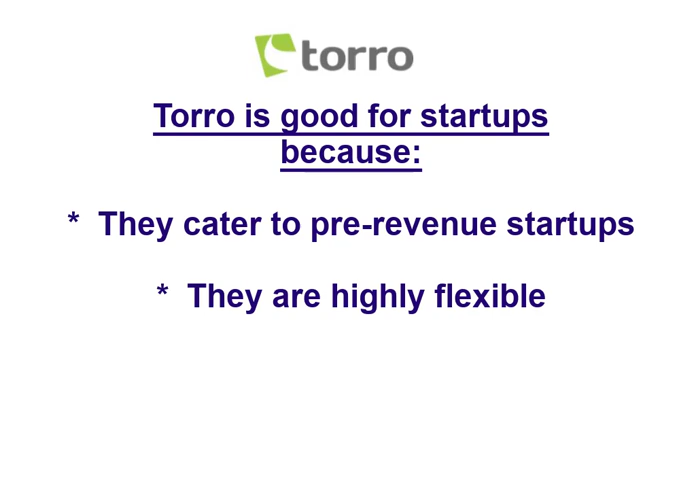 torro
Torro is good for startups
because:
* They cater to pre-revenue startups
* They are highly flexible